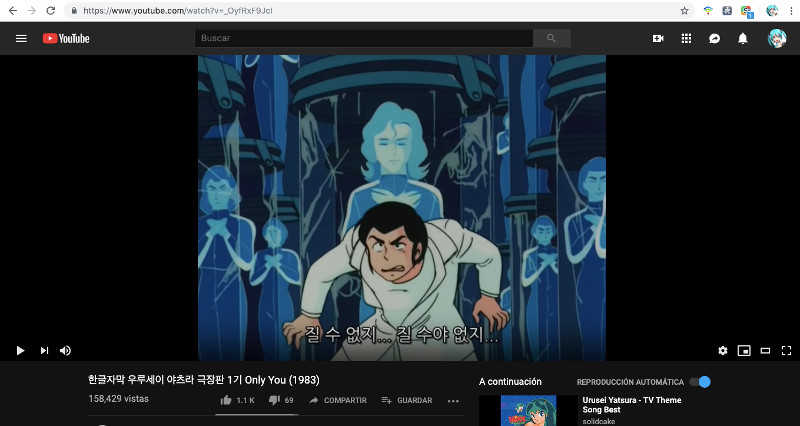 https://www.youtube.com/watch?v=_OyfRxF9JcI
YouTube
Buscar
질 수 없지... 질 수야 없지...
한글자막 우루세이 야츠라 극장판 1기 Only You (1983)
158,429 vistas
1.1 K
69
COMPARTIR
GUARDAR
A continuación
REPRODUCCIÓN AUTOMÁTICA
Urusei Yatsura - TV Theme
Song Best
solidcake